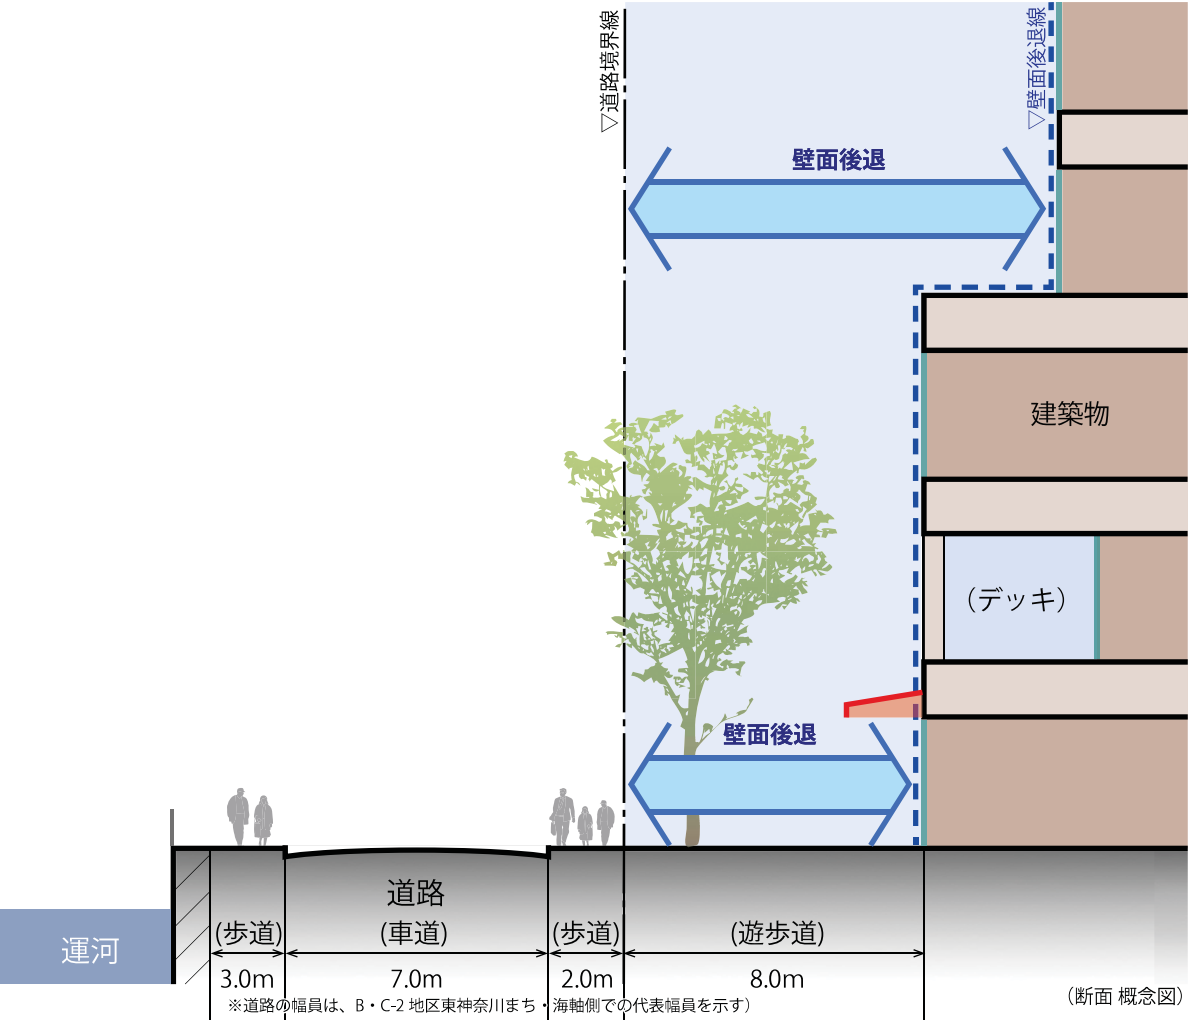 ▽道路境界線
▽壁面後退線
壁面後退
建築物
（デッキ）
壁面後退
道路
(歩道)
(車道)
(歩道)
(遊歩道)
運河
3.0m
7.0m
2.0m
8.0m
※道路の幅員は、B・C-2 地区東神奈川まち・海軸側での代表幅員を示す）
（断面 概念図）